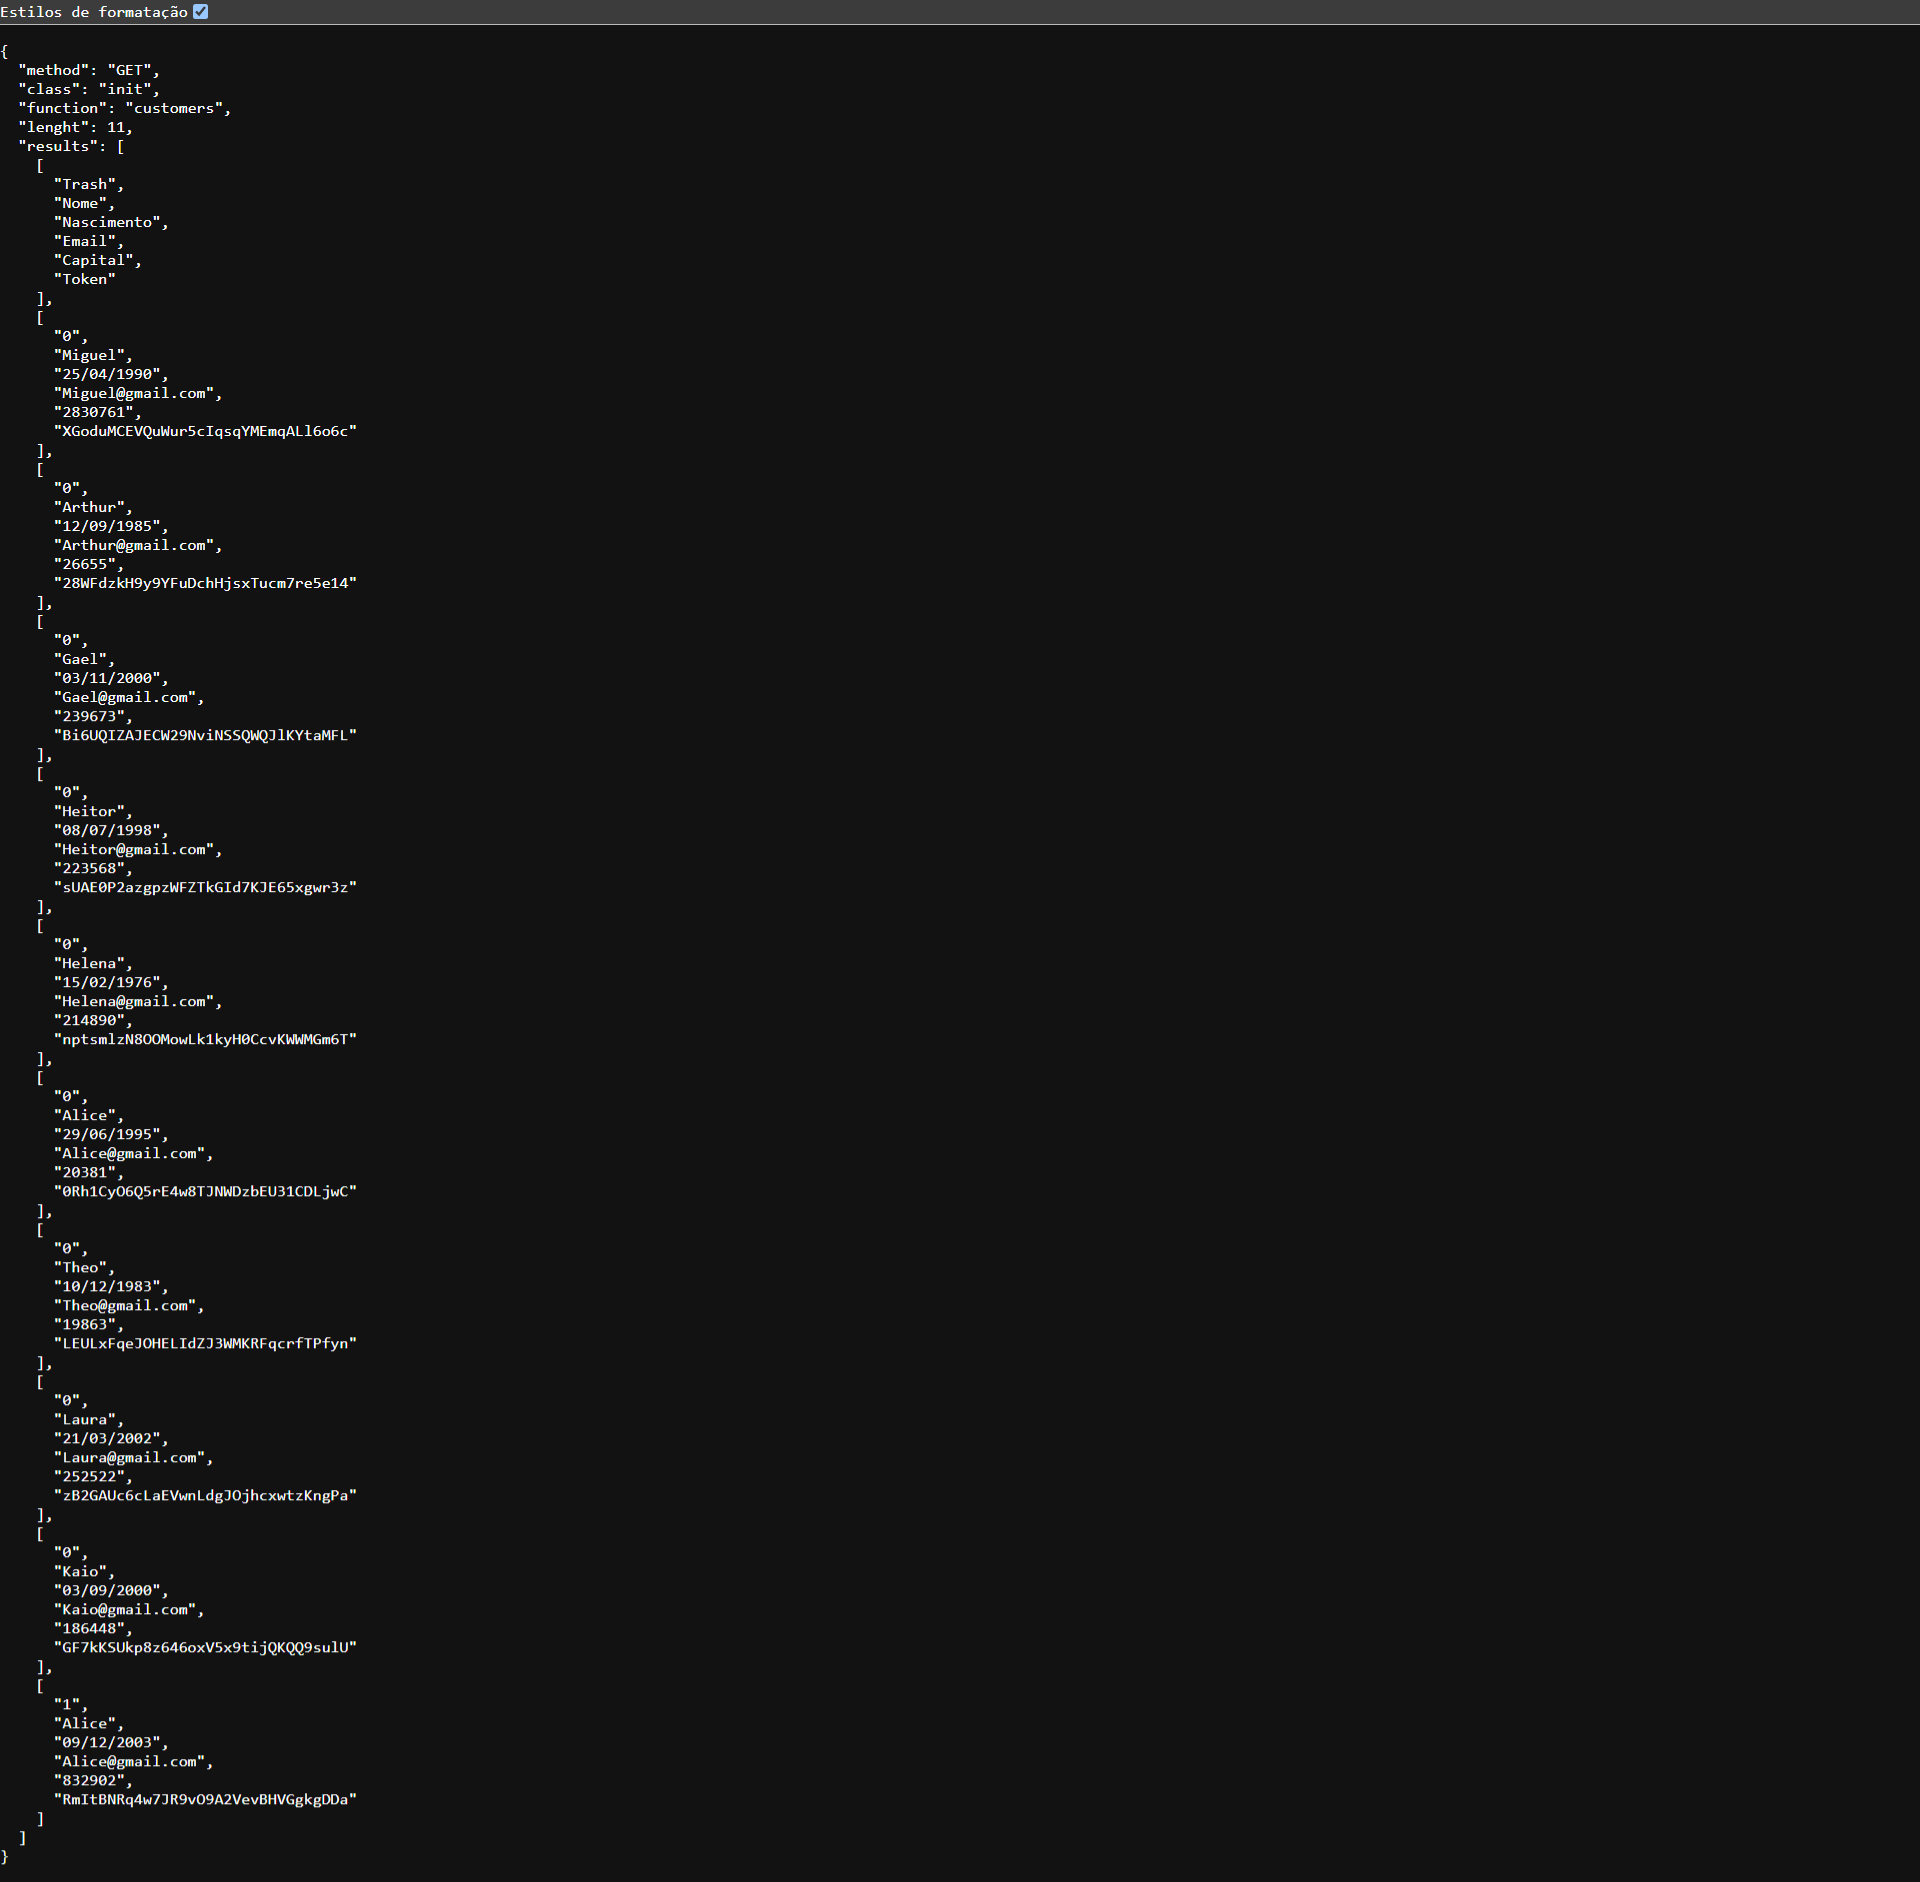 Estilos de formatação
{
"method": "GET",
"class": "init",
"function": "customers",
"lenght": 11,
"results": [
[
"Trash",
"Nome",
"Nascimento",
"Email",
"Capital",
"Token"
],
[
"0",
"Miguel",
"25/04/1990",
"Miguel@gmail.com",
"2830761",
"XGoduMCEVQuWur5cIqsqYMEmqALl6o6c"
],
[
"0",
"Arthur",
"12/09/1985",
"Arthur@gmail.com",
"26655",
"28WFdzkH9y9YFuDchHjsxTucm7re5e14"
],
[
"0",
"Gael",
"03/11/2000",
"Gael@gmail.com",
"239673",
"Bi6UQIZAJECW29NviNSSQWQJlKYtaMFL"
],
[
"0",
"Heitor",
"08/07/1998",
"Heitor@gmail.com",
"223568",
"sUAE0P2azgpzWFZTkGId7KJE65xgwr3z"
],
[
"0",
"Helena",
"15/02/1976",
"Helena@gmail.com",
"214890",
"nptsmlzN8OOMowLk1kyH0CcvKWWMGm6T"
],
[
"0",
"Alice",
"29/06/1995",
"Alice@gmail.com",
"20381",
"0Rh1CyO6Q5rE4w8TJNWDzbEU31CDLjwC"
],
[
"0",
"Theo",
"10/12/1983",
"Theo@gmail.com",
"19863",
"LEULxFqeJOHELIdZJ3WMKRFqcrfTPfyn"
],
[
"0",
"Laura",
"21/03/2002",
"Laura@gmail.com",
"252522",
"zB2GAUc6cLaEVwnLdgJOjhcxwtzKngPa"
],
[
"0",
"Kaio",
"03/09/2000",
"Kaio@gmail.com",
"186448",
"GF7kKSUkp8z646oxV5x9tijQKQQ9sulU"
],
[
"1",
"Alice",
"09/12/2003",
"Alice@gmail.com",
"832902",
"RmItBNRq4w7JR9vO9A2VevBHVGgkgDDa"
]
]
}